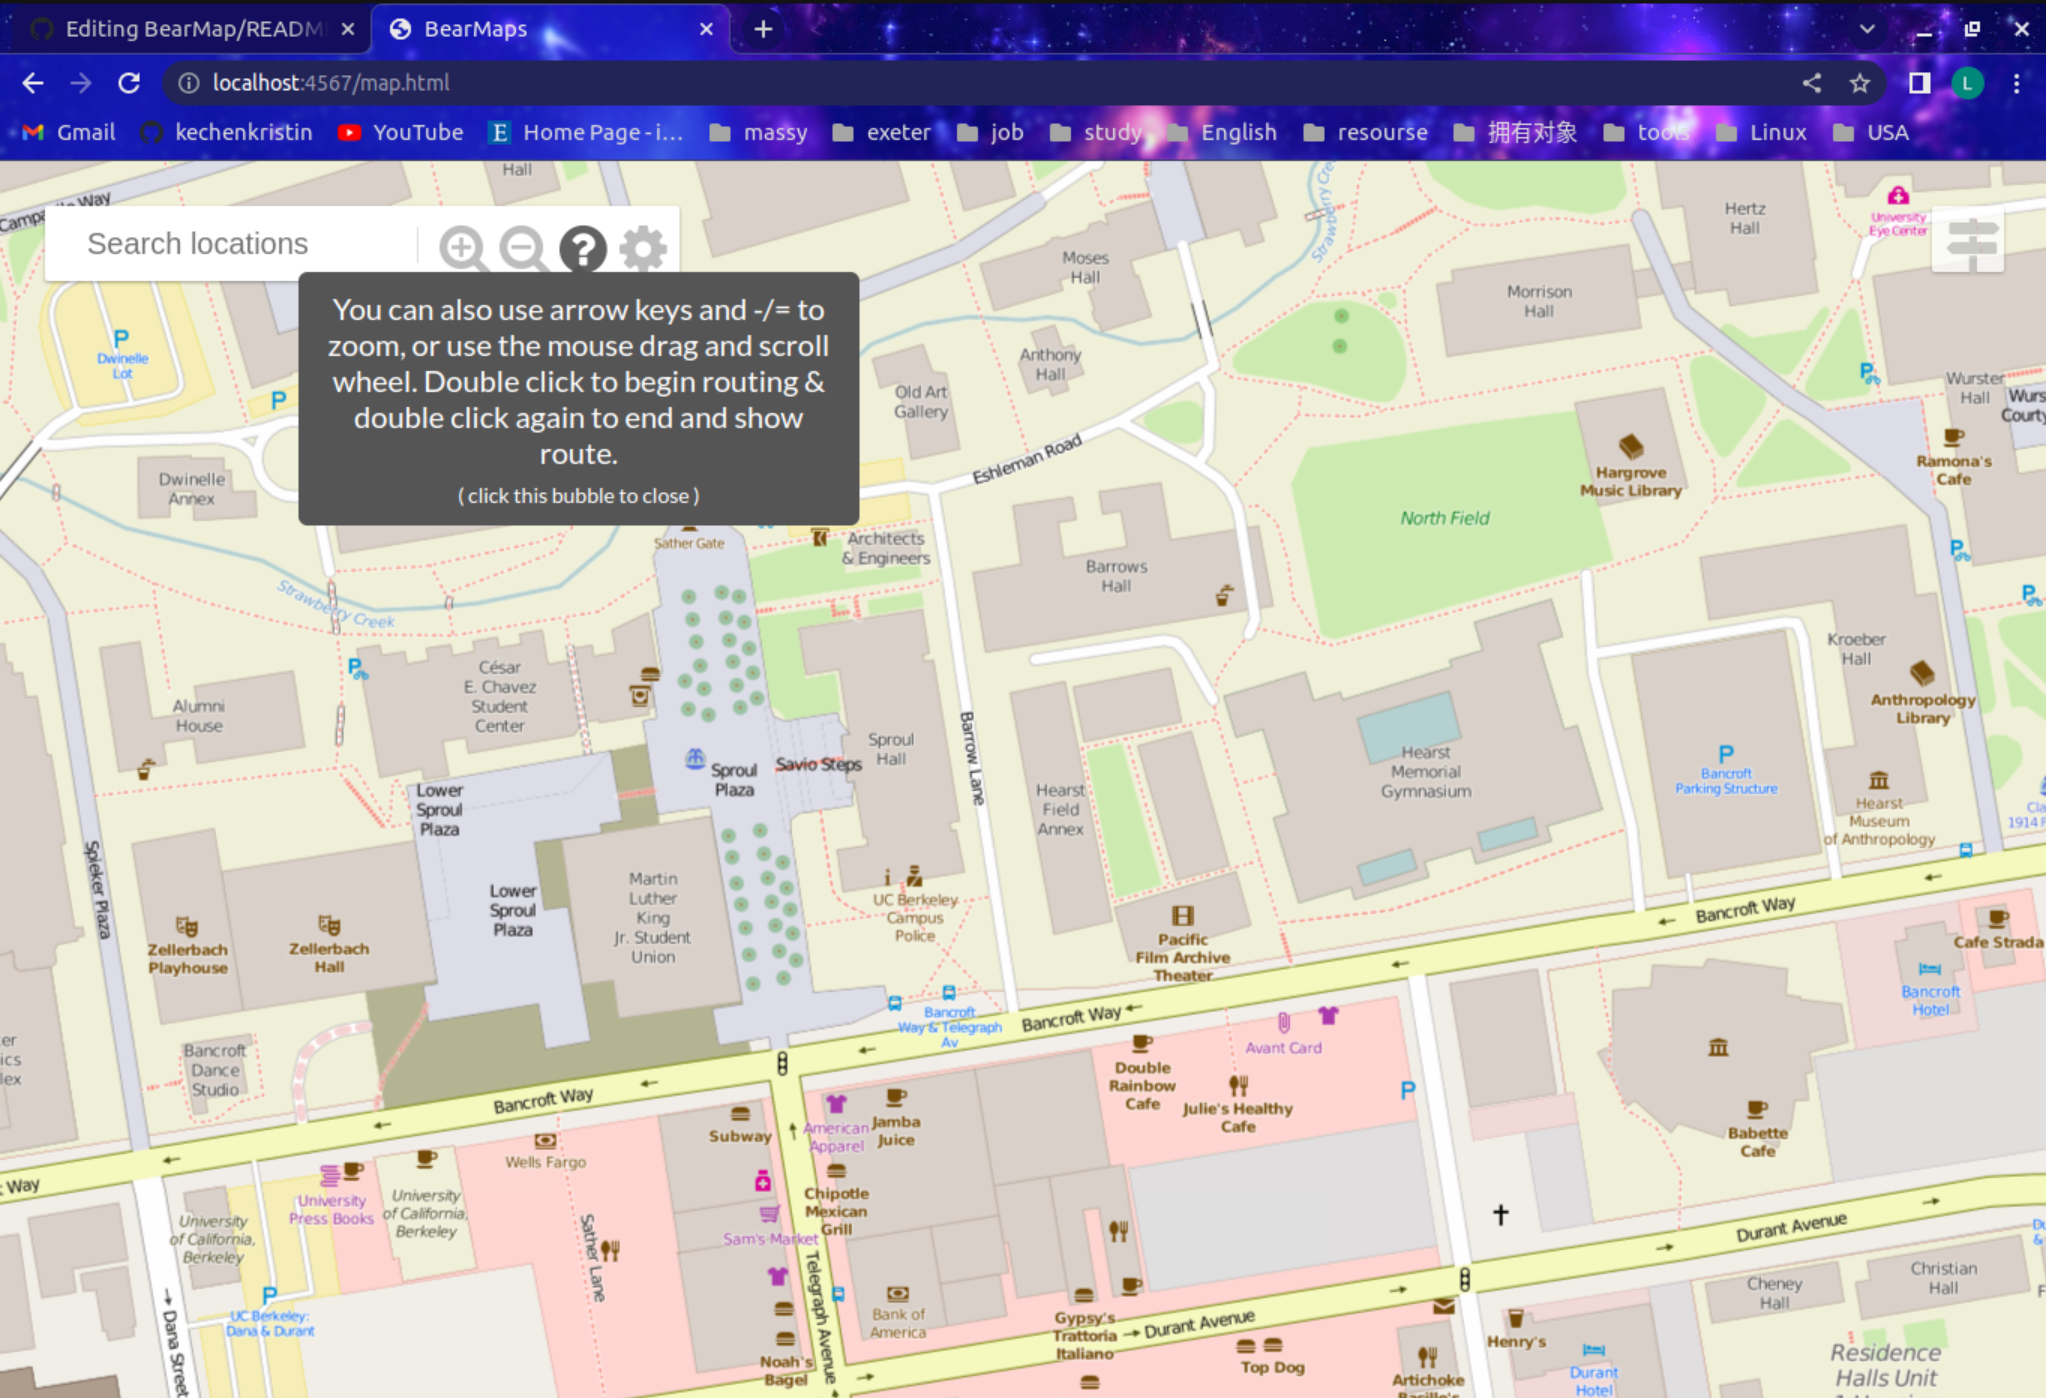 Editing BearMap/READM
BearMaps
localhost:4567/map.html
L
Gmail
kechenkristin
YouTube
E
Home Page - i...
massy
exeter
job
study
English
resourse
拥有对象
tools
Linux
USA
Hall
Search locations
?
You can also use arrow keys and -/= to
zoom, or use the mouse drag and scroll
wheel. Double click to begin routing &
double click again to end and show
route.
( click this bubble to close )
Hertz
Hall
University
Eye Center
Strawberry Cre
Moses
Hall
Morrison
Hall
P
Dwinelle
Lot
P
Anthony
Hall
Old Art
Gallery
P
Wurster
Hall
Wurs
Courty
Eshleman Road
Hargrove
Music Library
Ramona's
Cafe
Dwinelle
Annex
North Field
Sather Gate
Architects
& Engineers
P
Barrows
Hall
P
Strawberry Creek
P
César
E. Chavez
Student
Center
Kroeber
Hall
Alumni
House
Anthropology
Library
Barrow Lane
Sproul
Hall
Savio Steps
Sproul
Plaza
Hearst
Memorial
Gymnasium
P
Bancroft
Parking Structure
Lower
Sproul
Plaza
Hearst
Field
Annex
Hearst
Museum
of Anthropology
Cla
1914 F
Spieker Plaza
Lower
Sproul
Plaza
Martin
Luther
King
Jr. Student
Union
i
UC Berkeley
Campus
Police
Zellerbach
Playhouse
Zellerbach
Hall
Pacific
Film Archive
Theater
Bancroft Way
Cafe Strada
Bancroft
Hotel
Bancroft
Way & Telegraph
Av
Bancroft Way
Avant Card
er
ics
lex
Bancroft
Dance
Studio
Double
Rainbow
Cafe
P
Bancroft Way
Julie's Healthy
Cafe
Subway
American
Apparel
Jamba
Juice
Babette
Cafe
Wells Fargo
Way
University
Press Books
University
of California,
Berkeley
University
of California,
Berkeley
Chipotle
Mexican
Grill
Sam's Market
Sather Lane
Telegraph Avenue
Durant Avenue
P
UC Berkeley:
Dana & Durant
Dana Street
Bank of
America
Gypsy's
Trattoria
Italiano
Durant Avenue
Cheney
Hall
Christian
Hall
Du
&
F
Noah's
Bagel
Top Dog
Henry's
Artichoke
Durant
Hotel
Residence
Halls Unit